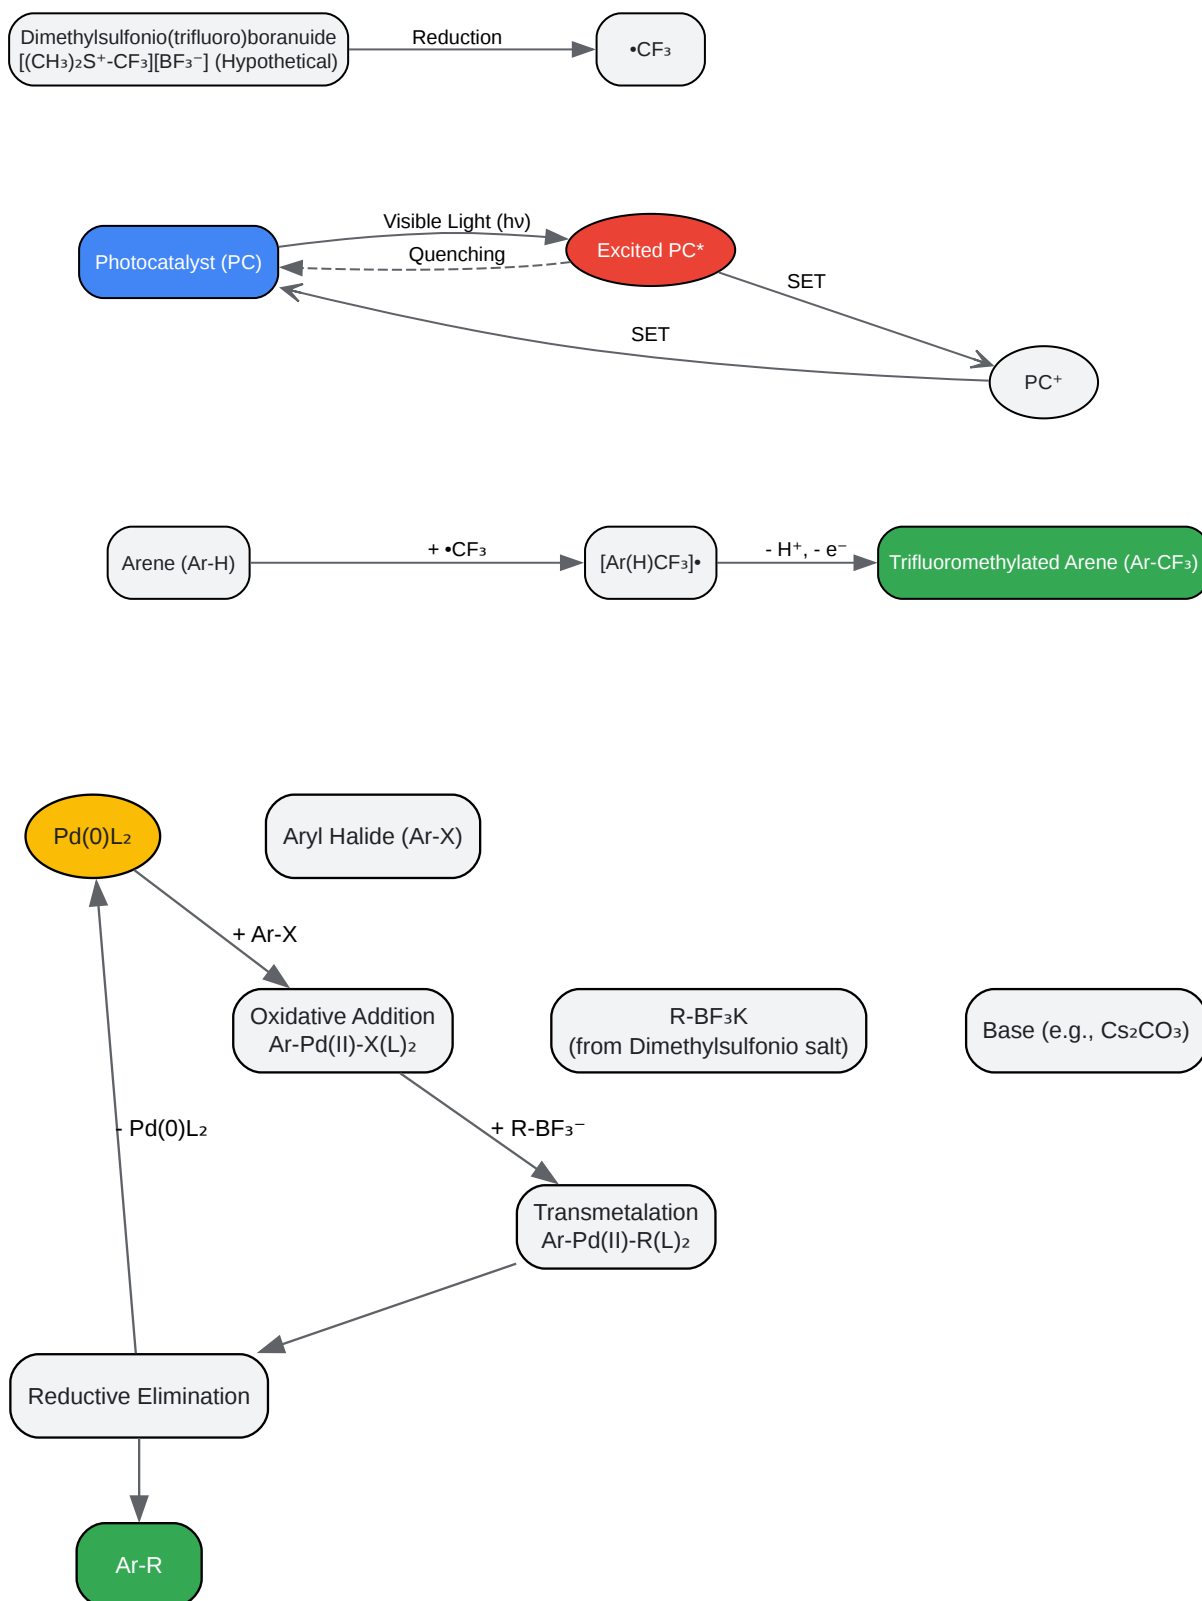 Dimethylsulfonio(trifluoro)boranuide
[(CH₃)₂S⁺-CF₃][BF₃⁻] (Hypothetical)
Reduction
•CF₃
Visible Light (hν)
Photocatalyst (PC)
Excited PC*
Quenching
SET
SET
PC⁺
Arene (Ar-H)
+ •CF₃
[Ar(H)CF₃]•
- H⁺, - e⁻
Trifluoromethylated Arene (Ar-CF₃)
Pd(0)L₂
Aryl Halide (Ar-X)
+ Ar-X
Oxidative Addition
Ar-Pd(II)-X(L)₂
R-BF₃K
(from Dimethylsulfonio salt)
Base (e.g., Cs₂CO₃)
- Pd(0)L₂
+ R-BF₃⁻
Transmetalation
Ar-Pd(II)-R(L)₂
Reductive Elimination
Ar-R